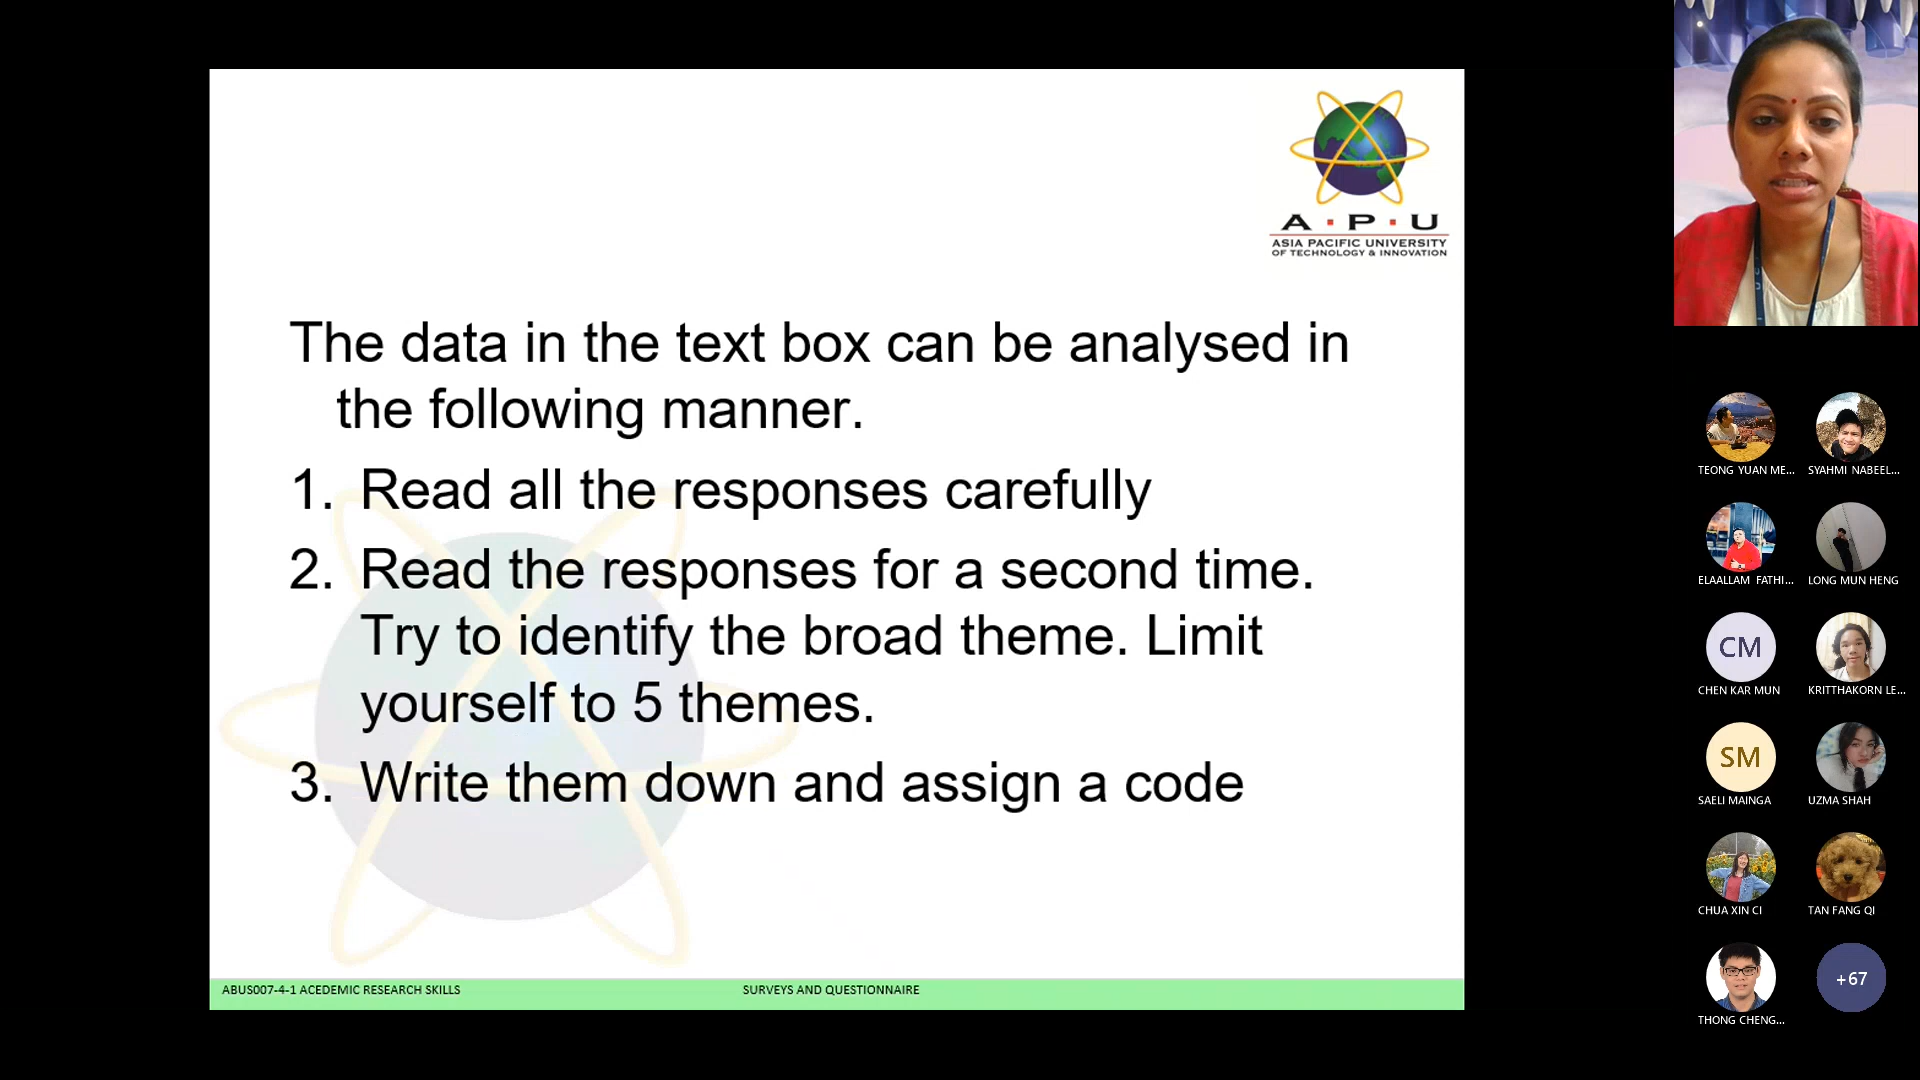 A·P·U
ASIA PACIFIC UNIVERSITY
OF TECHNOLOGY & INNOVATION
The data in the text box can be analysed in
the following manner.
1. Read all the responses carefully
2. Read the responses for a second time.
Try to identify the broad theme. Limit
yourself to 5 themes.
3. Write them down and assign a code
ABUS007-4-1 ACEDEMIC RESEARCH SKILLS
SURVEYS AND QUESTIONNAIRE
TEONG YUAN ME...
SYAHMI NABEEL...
ELAALLAM FATHI...
LONG MUN HENG
CM
CHEN KAR MUN
KRITTHAKORN LE...
SM
SAELI MAINGA
UZMA SHAH
CHUA XIN CI
TAN FANG QI
THONG CHENG...
+67